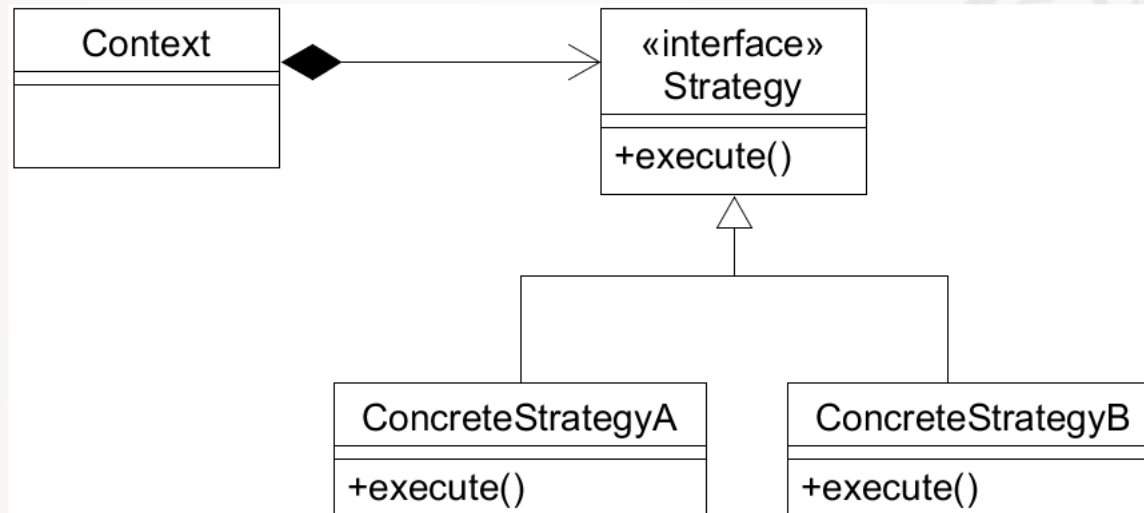 Context
«interface»
Strategy
+execute()
ConcreteStrategyA
+execute()
ConcreteStrategyB
+execute()